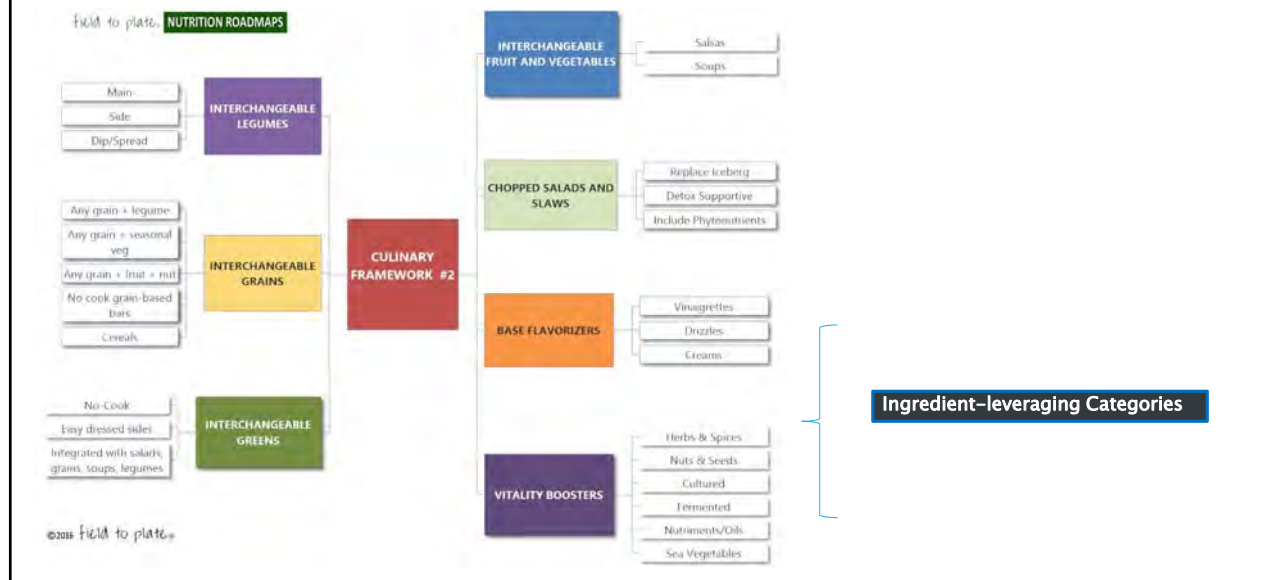 field to plate. NUTRITION ROADMAPS
Main
Side
Dip/Spread
INTERCHANGEABLE
LEGUMES
Any grain + legume
Any grain + seasonal
veg
Any grain + fruit + nut
No cook grain-based
bars
Cereals
INTERCHANGEABLE
GRAINS
No-Cook
Easy dressed sides
Integrated with salads,
grains, soups, legumes
INTERCHANGEABLE
GREENS
CULINARY
FRAMEWORK #2
INTERCHANGEABLE
FRUIT AND VEGETABLES
Salsas
Soups
CHOPPED SALADS AND
SLAWS
Replace Iceberg
Detox Supportive
Include Phytonutrients
BASE FLAVORIZERS
Vinaigrettes
Drizzles
Creams
VITALITY BOOSTERS
Herbs & Spices
Nuts & Seeds
Cultured
Fermented
Nutriments/Oils
Sea Vegetables
Ingredient-leveraging Categories
field to plate